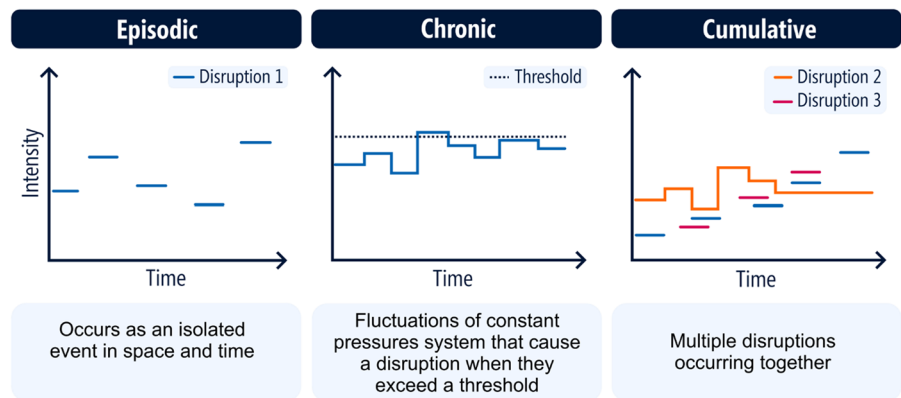 Episodic
Disruption 1
Intensity
Time
Occurs as an isolated
event in space and time
Chronic
Threshold
Time
Fluctuations of constant
pressures system that cause
a disruption when they
exceed a threshold
Cumulative
Disruption 2
Disruption 3
Time
Multiple disruptions
occurring together